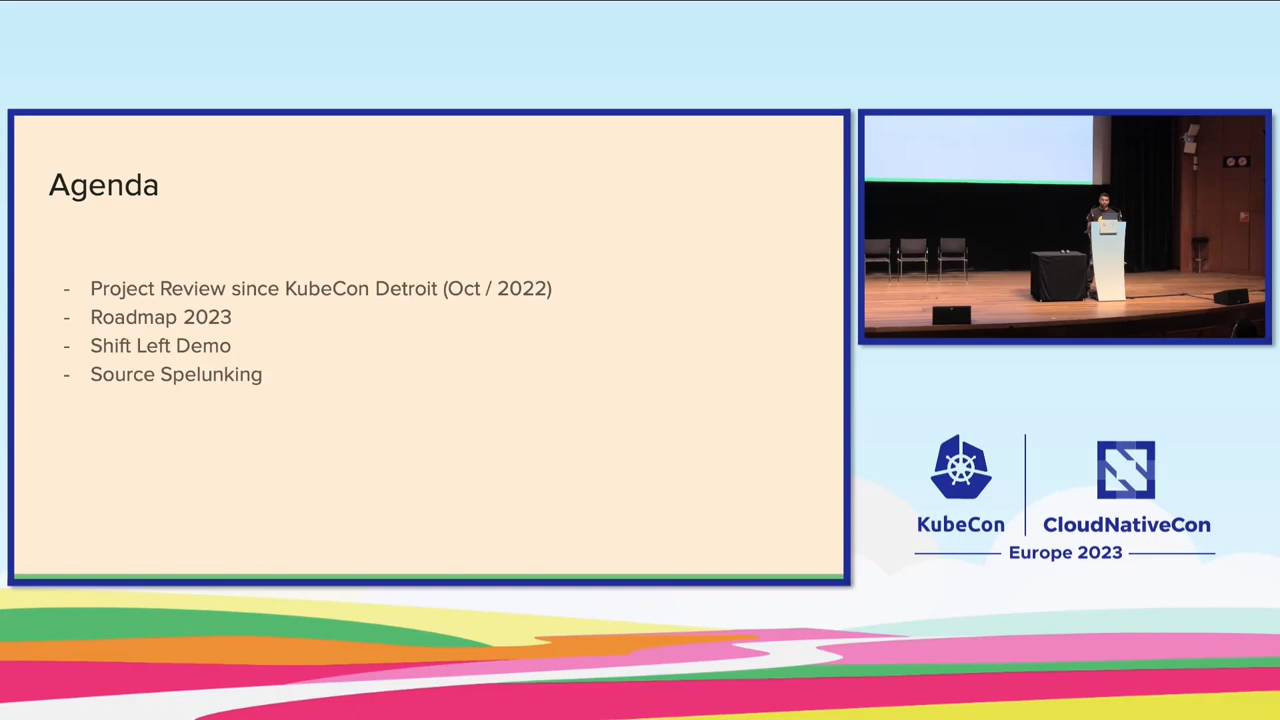 Agenda
- Project Review since KubeCon Detroit (Oct / 2022)
- Roadmap 2023
- Shift Left Demo
- Source Spelunking
KubeCon
CloudNativeCon
Europe 2023